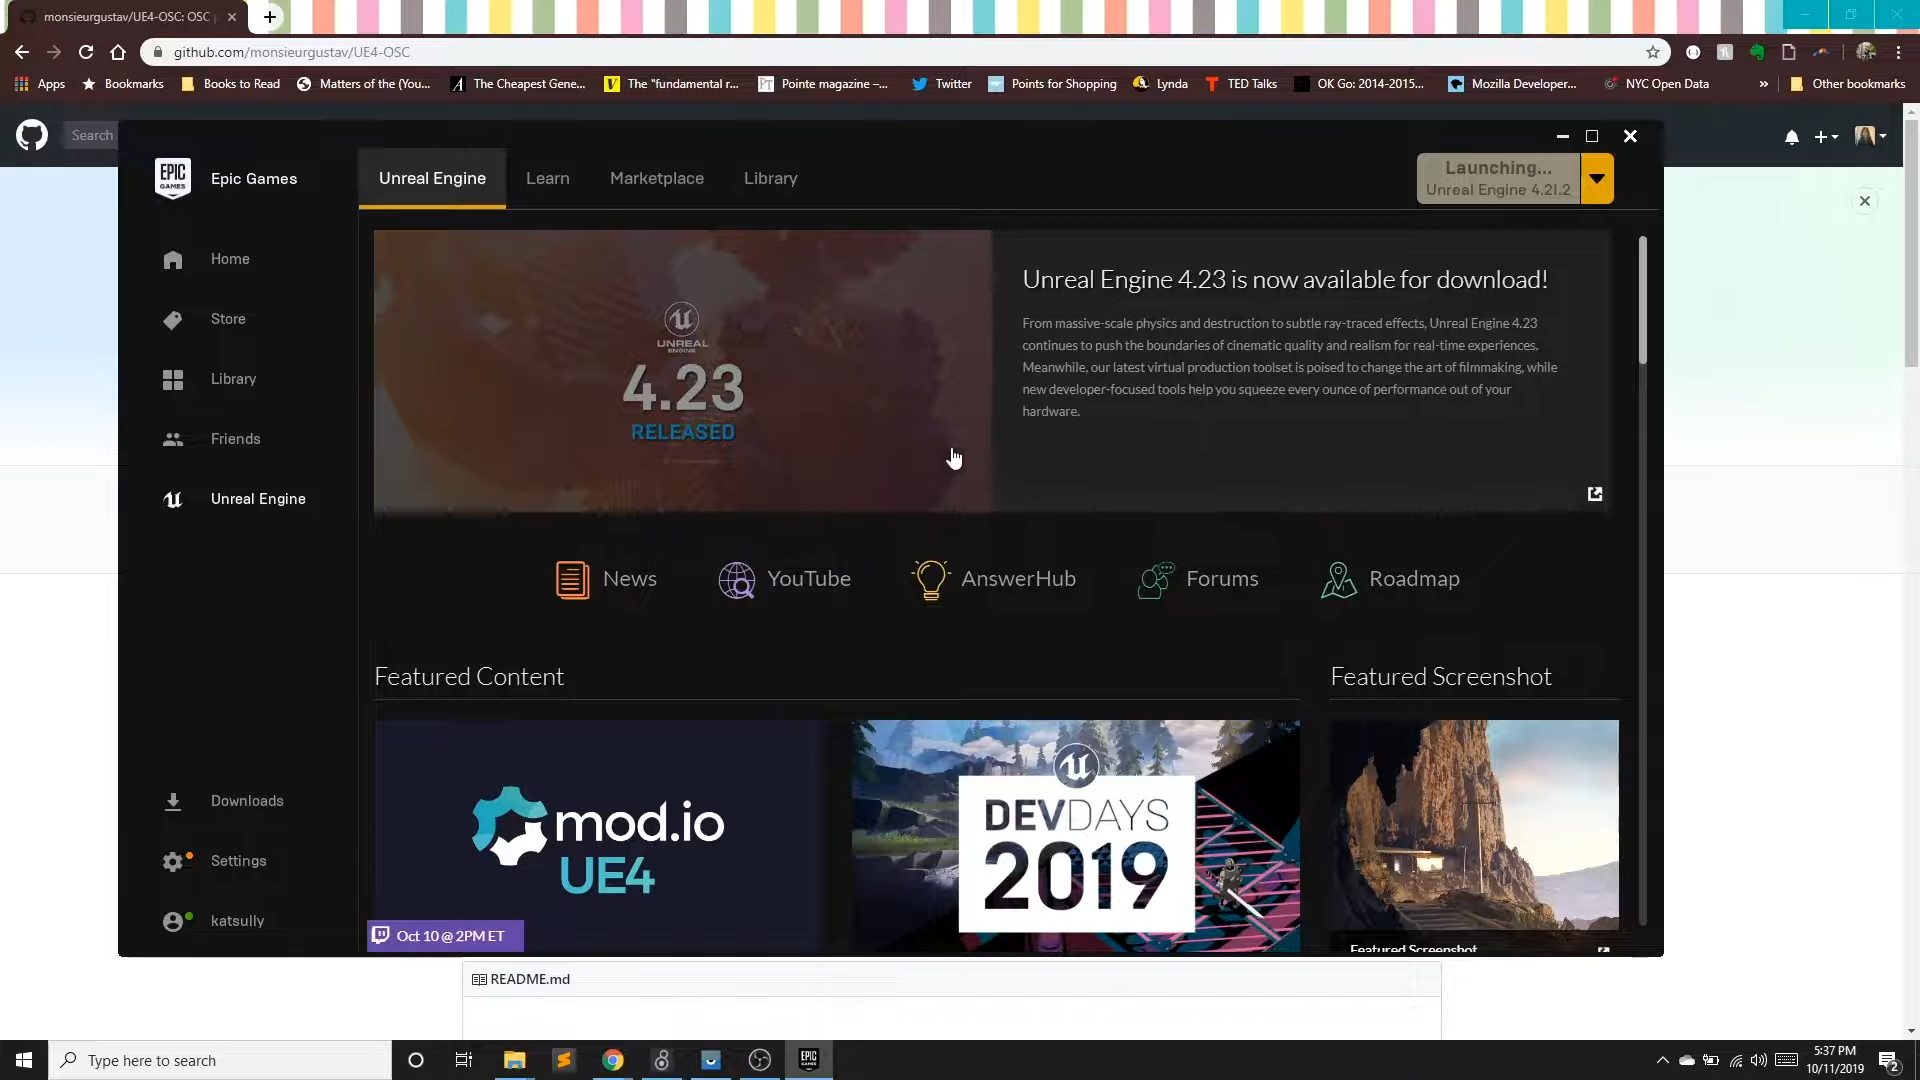 monsieurgustav/UE4-OSC: OSC
github.com/monsieurgustav/UE4-OSC
Apps
Bookmarks
Books to Read
Matters of the (You...
The Cheapest Gene...
The "fundamental r...
Pointe magazine –...
Twitter
Points for Shopping
Lynda
TED Talks
OK Go: 2014-2015...
Mozilla Developer...
NYC Open Data
»
Other bookmarks
Search
EPIC
GAMES
Epic Games
Unreal Engine
Learn
Marketplace
Library
Launching...
Unreal Engine 4.21.2
Home
Store
Library
Friends
Unreal Engine
Downloads
Settings
katsully
UNREAL
ENGINE
4.23
RELEASED
Unreal Engine 4.23 is now available for download!
From massive-scale physics and destruction to subtle ray-traced effects, Unreal Engine 4.23
continues to push the boundaries of cinematic quality and realism for real-time experiences.
Meanwhile, our latest virtual production toolset is poised to change the art of filmmaking, while
new developer-focused tools help you squeeze every ounce of performance out of your
hardware.
News
YouTube
AnswerHub
Forums
Roadmap
Featured Content
Featured Screenshot
mod.io
UE4
Oct 10 @ 2PM ET
DEVDAYS
2019
Featured Screenshot
README.md
Type here to search
EPIC
GAMES
5:37 PM
10/11/2019
2